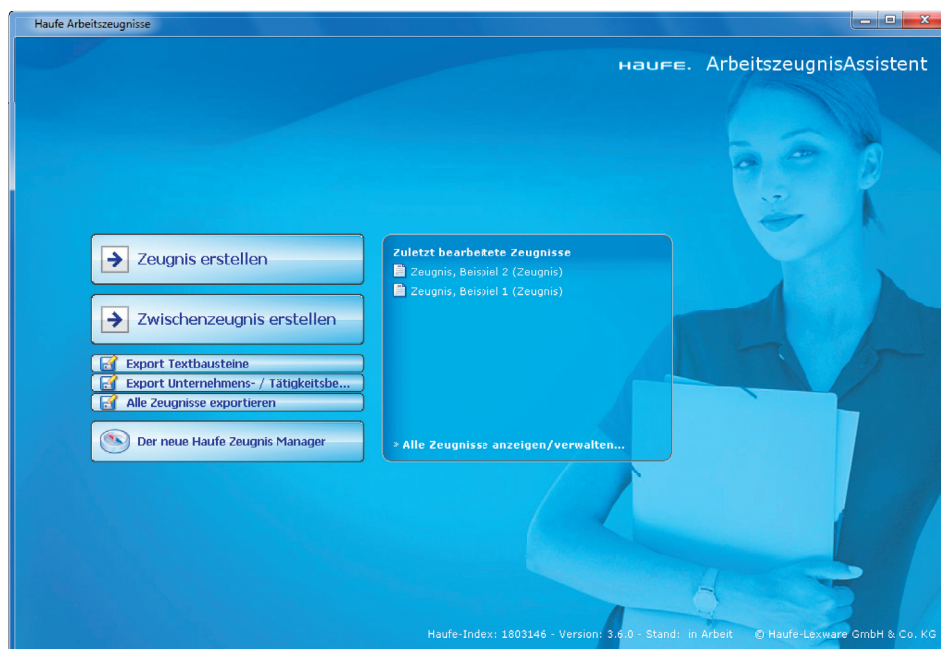 Haufe Arbeitszeugnisse
HAUFE. ArbeitszeugnisAssistent
Zeugnis erstellen
Zwischenzeugnis erstellen
Export Textbausteine
Export Unternehmens- / Tätigkeitsbe...
Alle Zeugnisse exportieren
Der neue Haufe Zeugnis Manager
Zuletzt bearbeitete Zeugnisse
Zeugnis, Beispiel 2 (Zeugnis)
Zeugnis, Beispiel 1 (Zeugnis)
» Alle Zeugnisse anzeigen/verwalten...
Haufe-Index: 1803146 - Version: 3.6.0 - Stand: in Arbeit © Haufe-Lexware GmbH & Co. KG